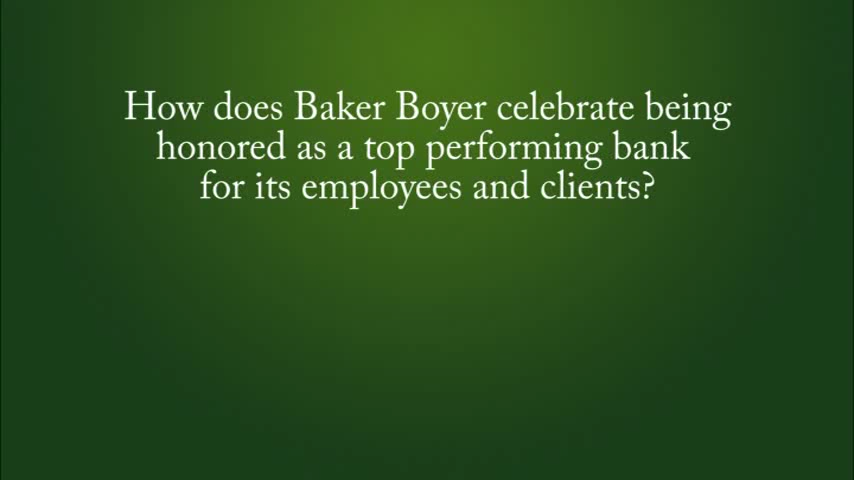 How does Baker Boyer celebrate being
honored as a top performing bank
for its employees and clients?